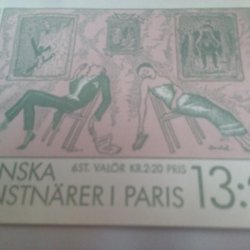 NSKA 6ST. VALÖR KR.2·20 PRIS
NSTNÄRER I PARIS 13: